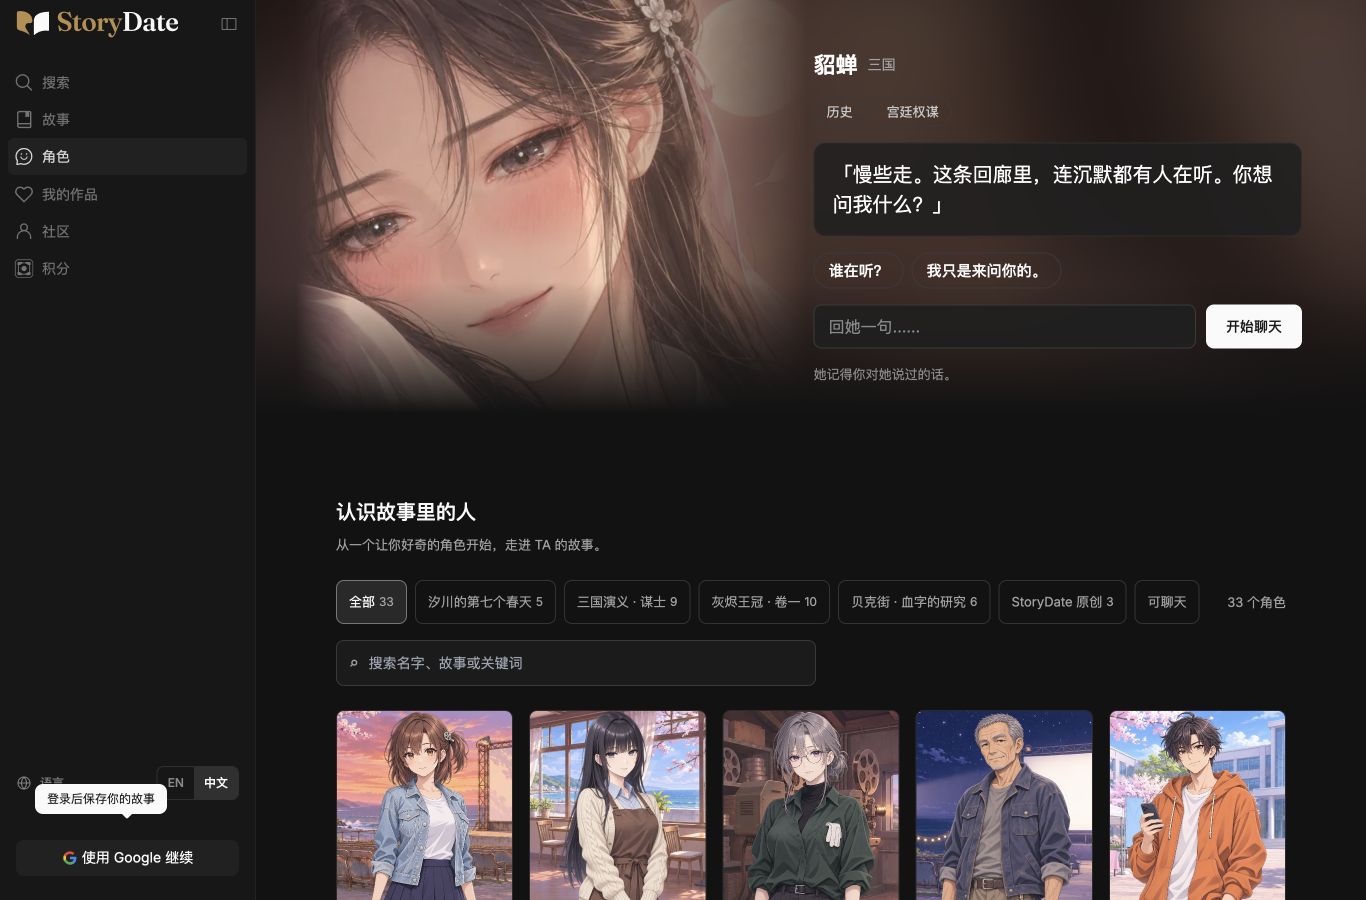 StoryDate
搜索
故事
角色
我的作品
社区
积分
语言
EN
中文
登录后保存你的故事
使用 Google 继续
貂蝉 三国
历史
宫廷权谋
「慢些走。这条回廊里，连沉默都有人在听。你想
问我什么？」
谁在听？
我只是来问你的。
回她一句……
开始聊天
她记得你对她说过的话。
认识故事里的人
从一个让你好奇的角色开始，走进 TA 的故事。
全部 33
汐川的第七个春天 5
三国演义 · 谋士 9
灰烬王冠 · 卷一 10
贝克街 · 血字的研究 6
StoryDate 原创 3
可聊天
33 个角色
搜索名字、故事或关键词